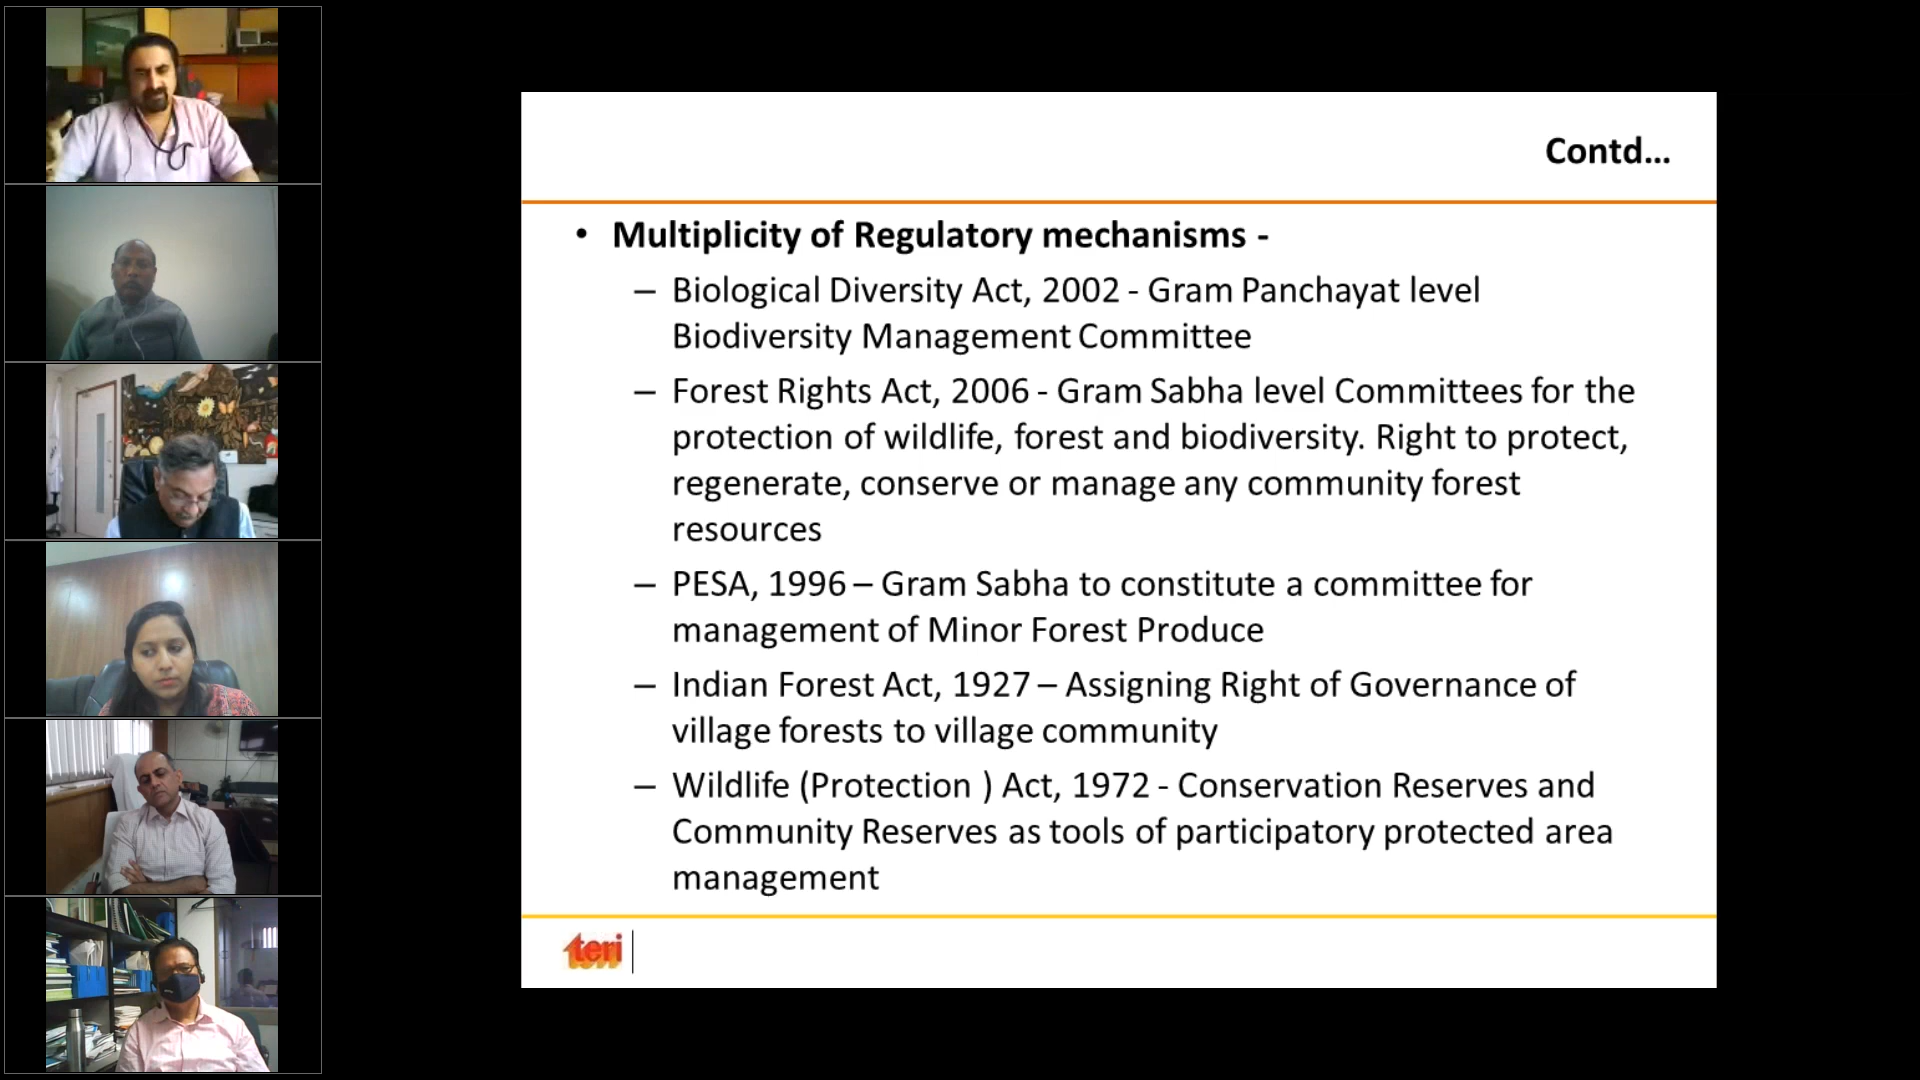 Contd...
• Multiplicity of Regulatory mechanisms -
– Biological Diversity Act, 2002 - Gram Panchayat level
Biodiversity Management Committee
– Forest Rights Act, 2006 - Gram Sabha level Committees for the
protection of wildlife, forest and biodiversity. Right to protect,
regenerate, conserve or manage any community forest
resources
– PESA, 1996 – Gram Sabha to constitute a committee for
management of Minor Forest Produce
– Indian Forest Act, 1927 – Assigning Right of Governance of
village forests to village community
– Wildlife (Protection ) Act, 1972 - Conservation Reserves and
Community Reserves as tools of participatory protected area
management
teri